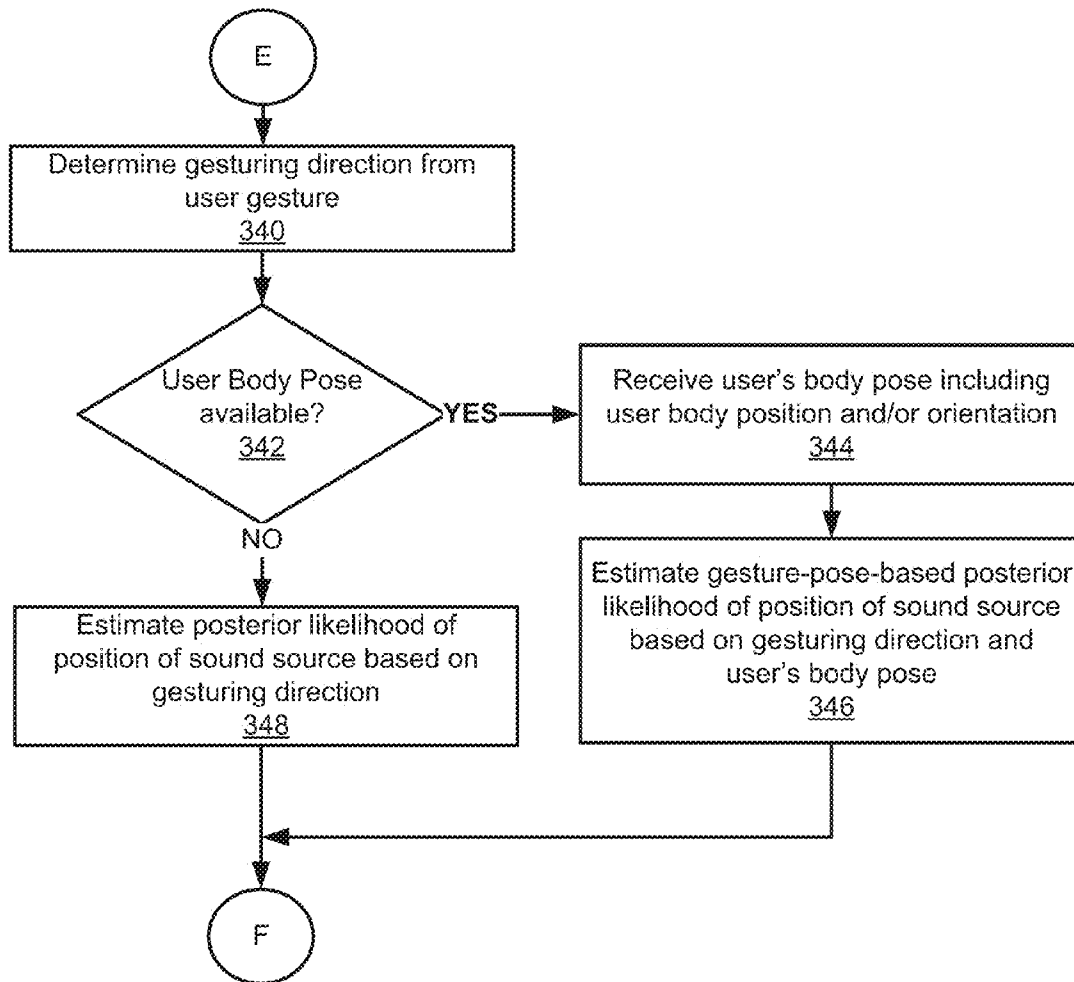 E
Determine gesturing direction from
user gesture
340
User Body Pose
available?
342
YES
Receive user's body pose including
user body position and/or orientation
344
NO
Estimate gesture-pose-based posterior
likelihood of position of sound source
based on gesturing direction and
user's body pose
346
Estimate posterior likelihood of
position of sound source based on
gesturing direction
348
F